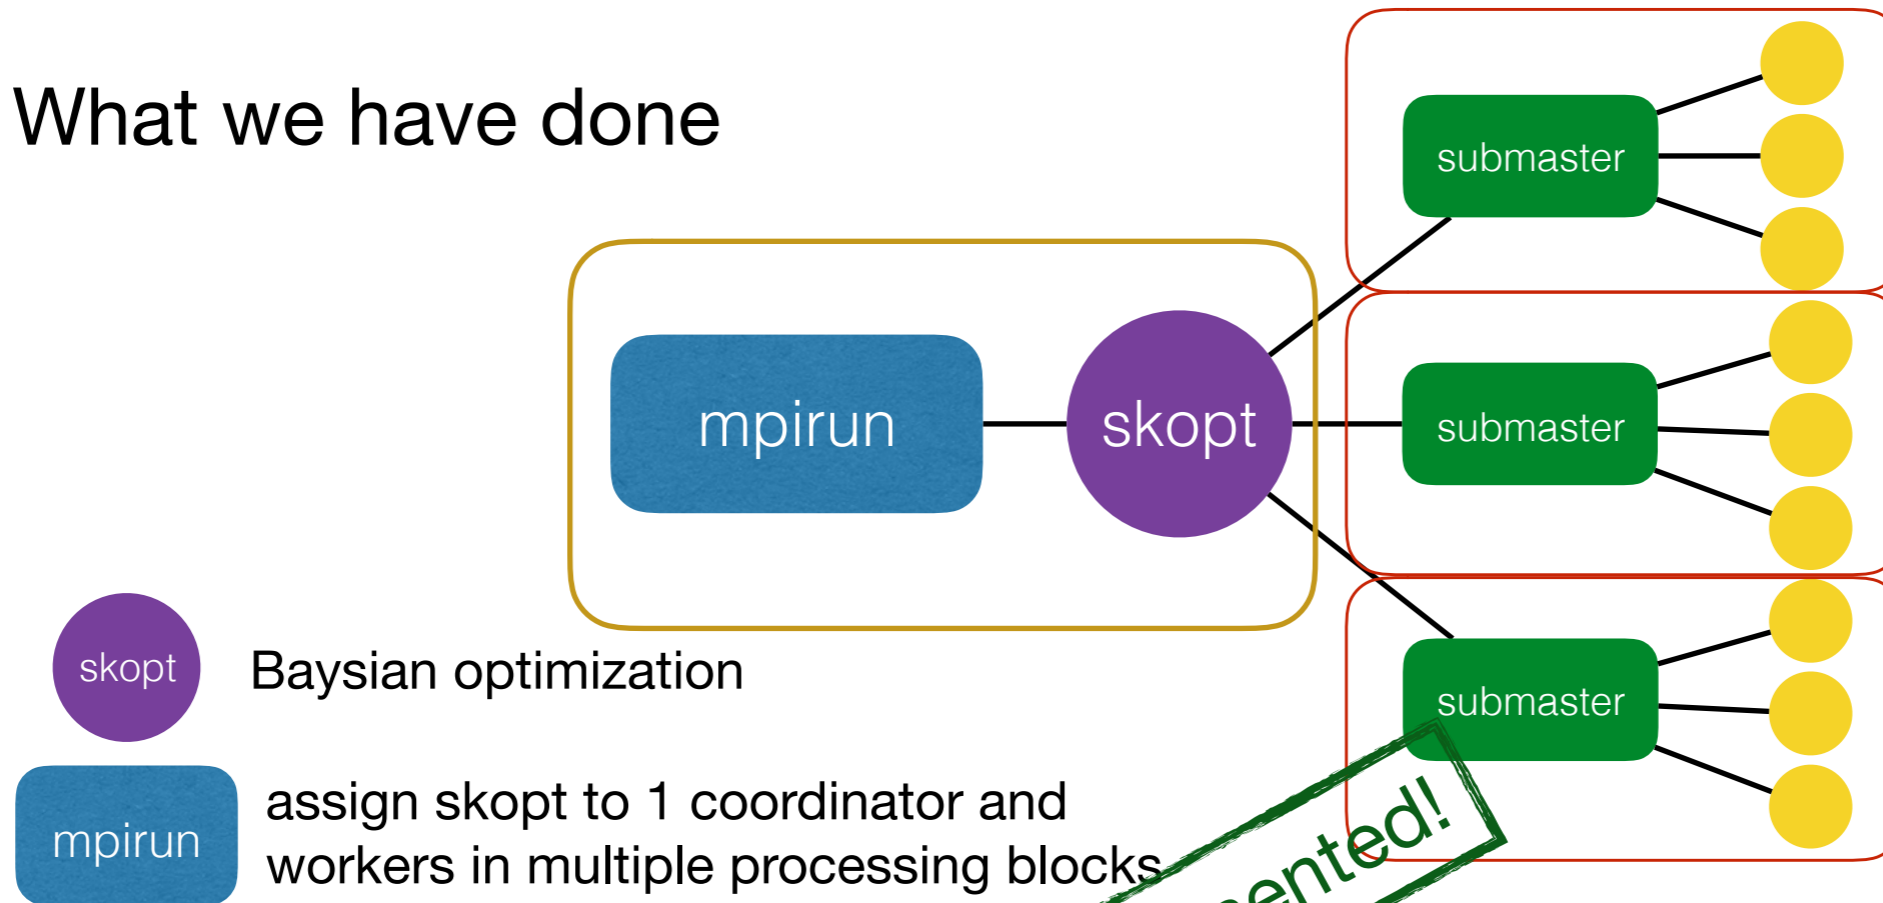 What we have done
submaster
mpirun
skopt
submaster
submaster
skopt
Baysian optimization
mpirun
assign skopt to 1 coordinator and
workers in multiple processing blocks